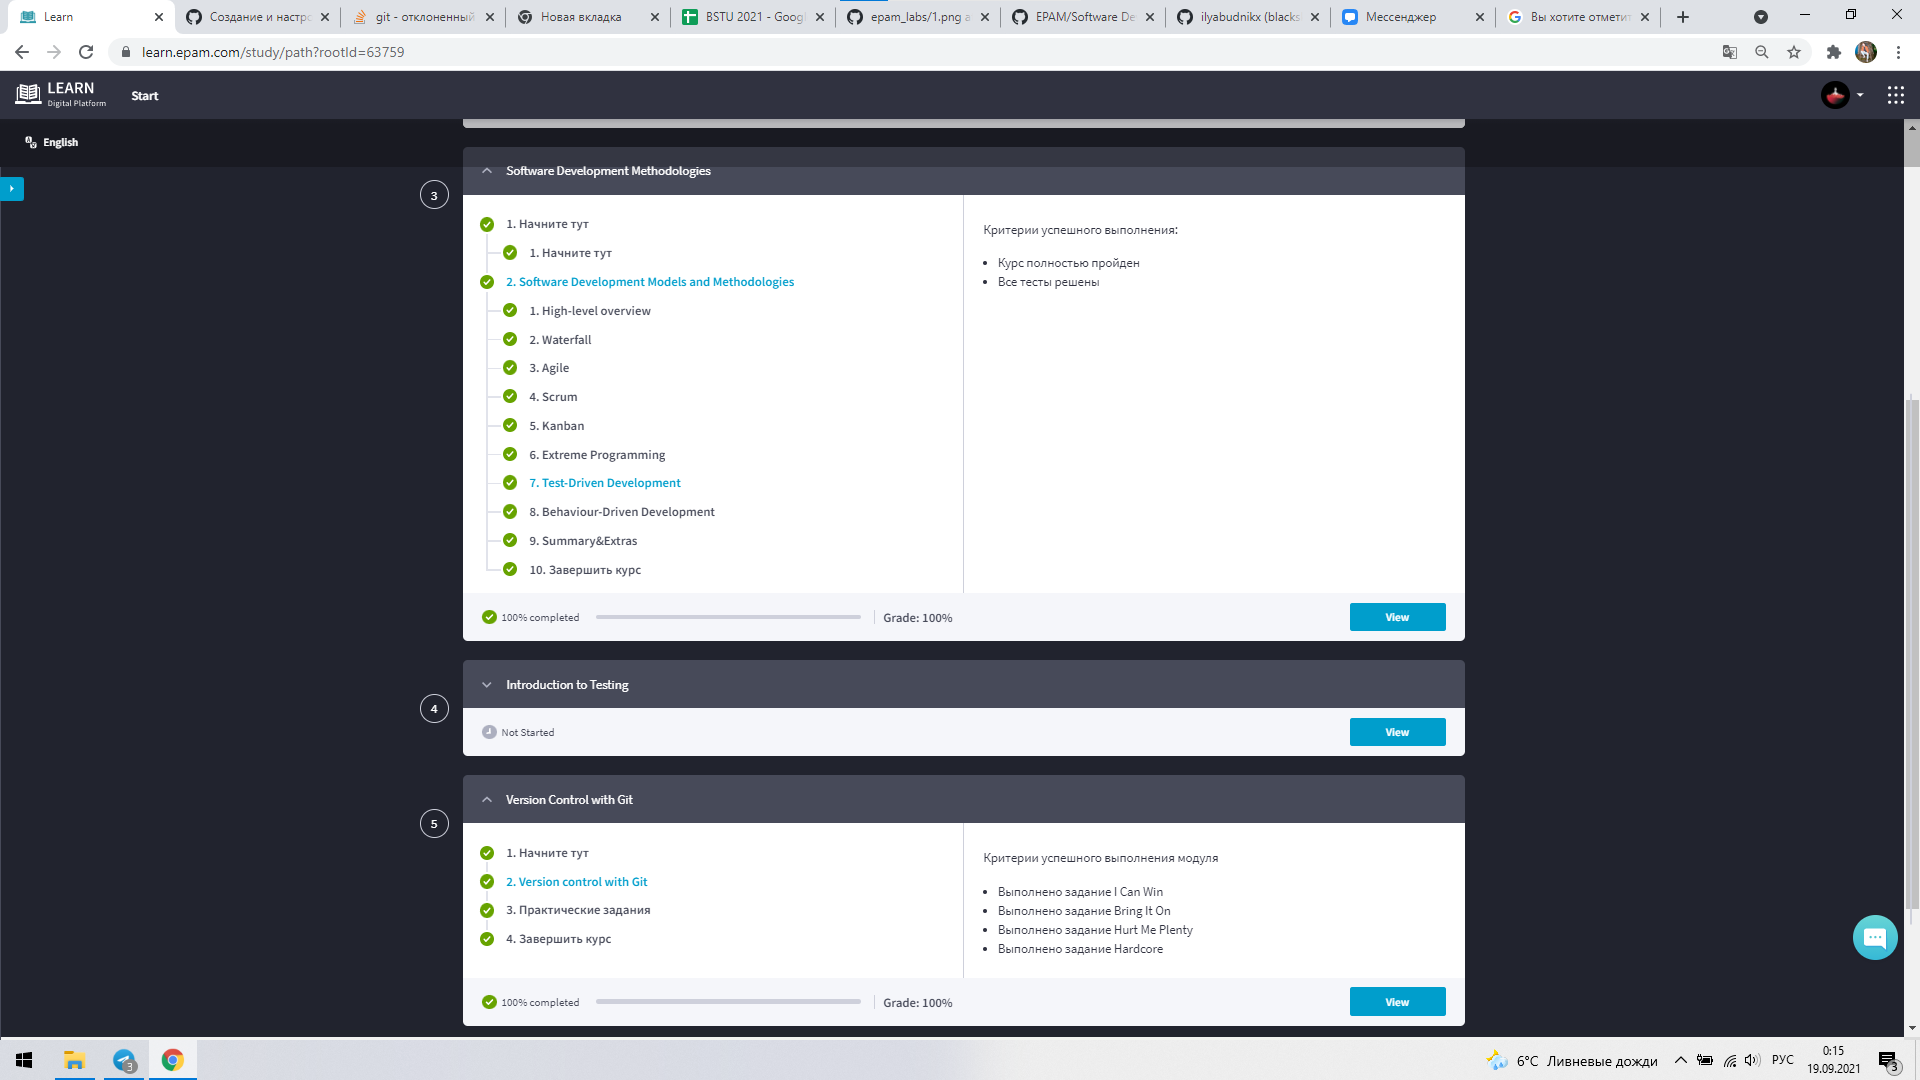 Learn
Создание и настро
git - отклоненный
Новая вкладка
BSTU 2021 - Googl
epam_labs/1.png a
EPAM/Software De
ilyabudnikx (blacks
Мессенджер
Вы хотите отметит
learn.epam.com/study/path?rootId=63759
LEARN
Digital Platform
Start
English
3
Software Development Methodologies
1. Начните тут
1. Начните тут
2. Software Development Models and Methodologies
1. High-level overview
2. Waterfall
3. Agile
4. Scrum
5. Kanban
6. Extreme Programming
7. Test-Driven Development
8. Behaviour-Driven Development
9. Summary&Extras
10. Завершить курс
Критерии успешного выполнения:
Курс полностью пройден
Все тесты решены
100% completed
Grade: 100%
View
4
Introduction to Testing
Not Started
View
5
Version Control with Git
1. Начните тут
2. Version control with Git
3. Практические задания
4. Завершить курс
Критерии успешного выполнения модуля
Выполнено задание I Can Win
Выполнено задание Bring It On
Выполнено задание Hurt Me Plenty
Выполнено задание Hardcore
100% completed
Grade: 100%
View
3
6°C Ливневые дожди
РУС
0:15
19.09.2021
3